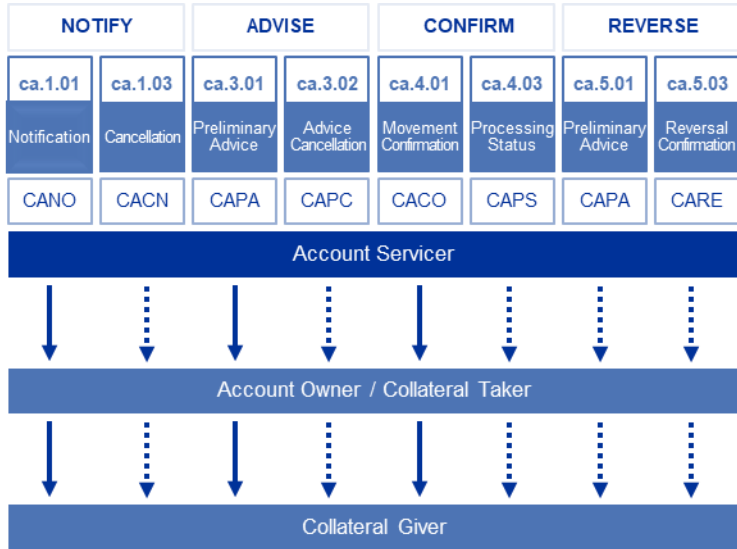 NOTIFY ADVISE CONFIRM REVERSE
ca.1.01 ca.1.03 ca.3.01 ca.3.02 ca.4.01 ca.4.03 ca.5.01 ca.5.03
Notification Cancellation Preliminary Advice Advice Cancellation Movement Confirmation Processing Status Preliminary Advice Reversal Confirmation
CANO CACN CAPA CAPC CACO CAPS CAPA CARE
Account Servicer
Account Owner / Collateral Taker
Collateral Giver